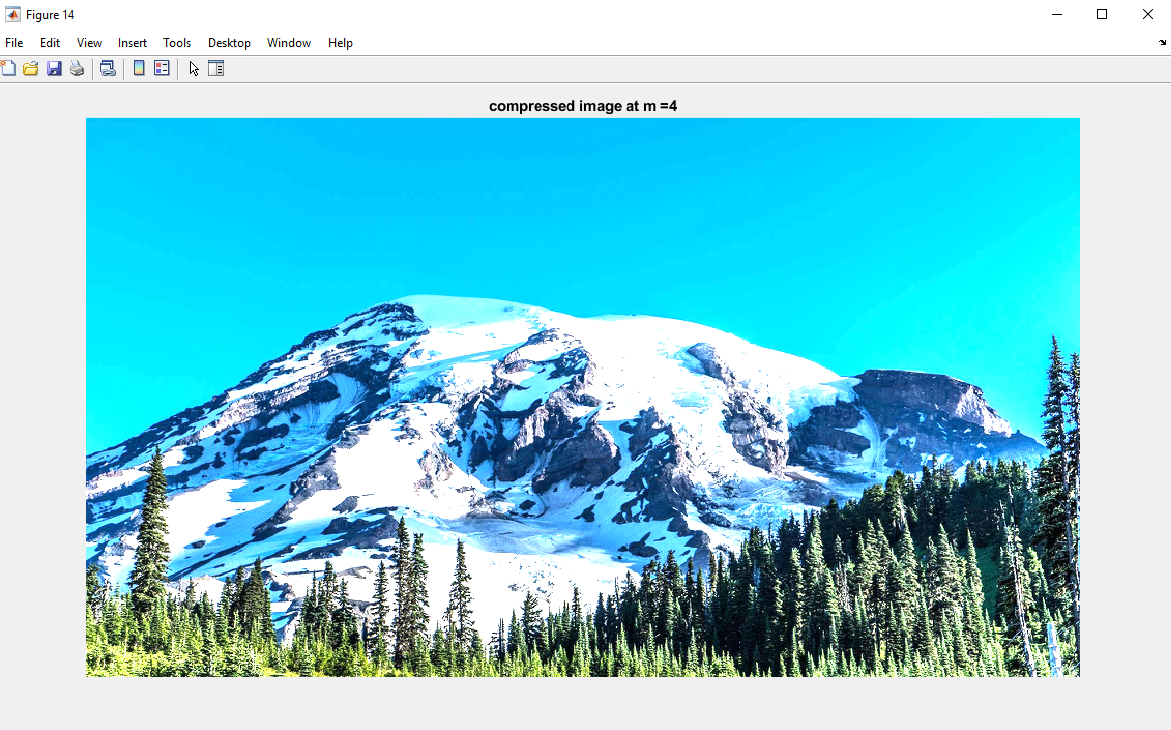 Figure 14
File Edit View Insert Tools Desktop Window Help
compressed image at m =4